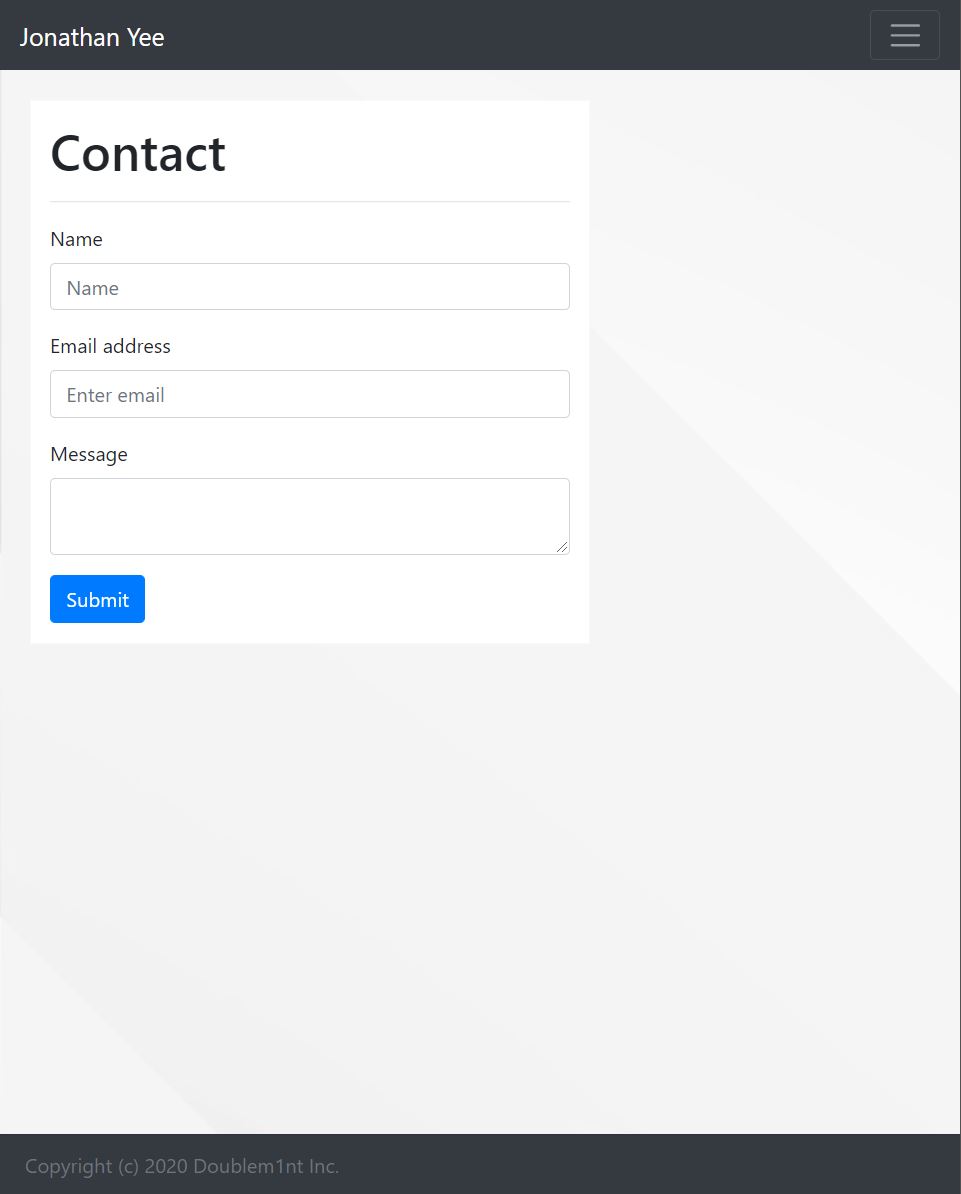 Jonathan Yee
Contact
Name
Name
Email address
Enter email
Message
Submit
Copyright (c) 2020 Doublem1nt Inc.